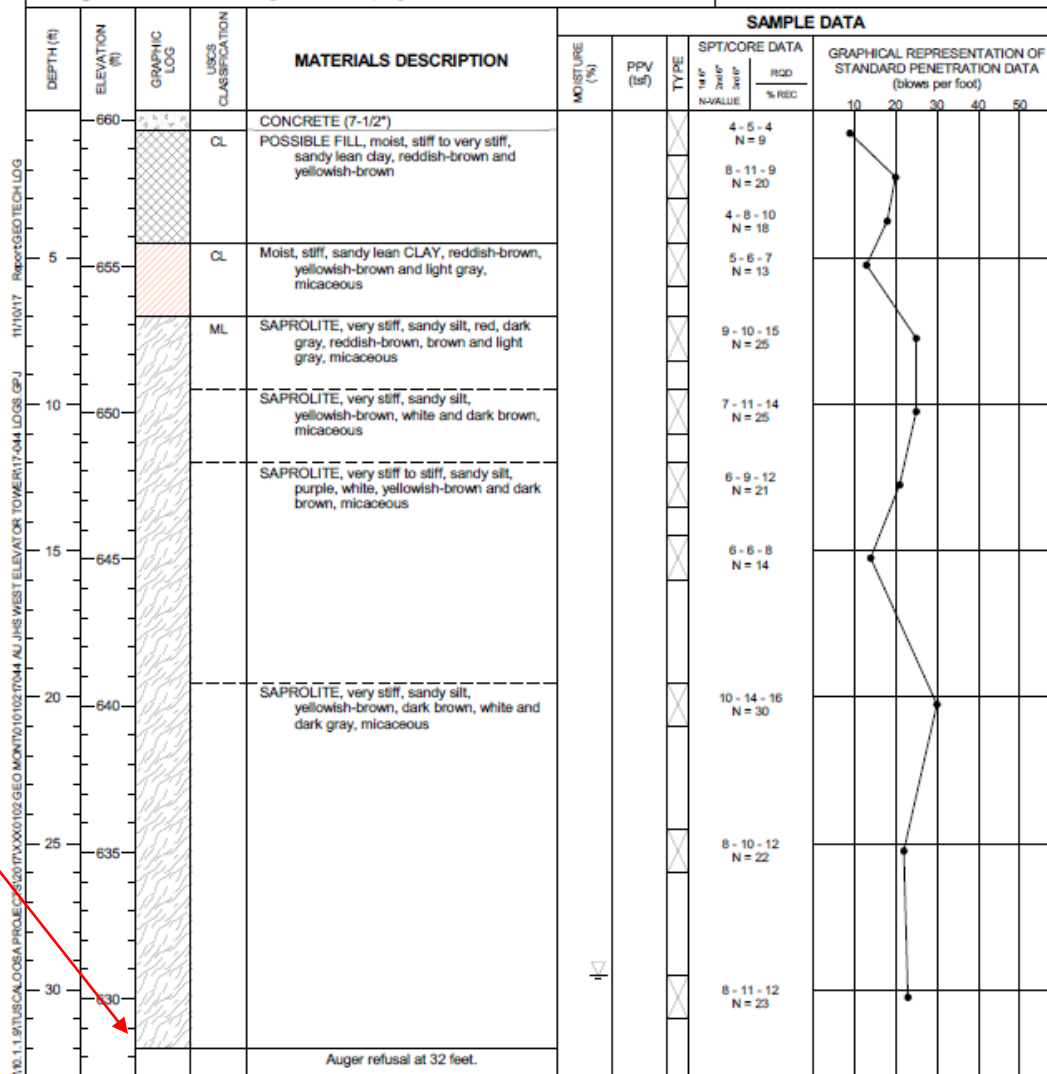 SAMPLE DATA
DEPTH (ft)
ELEVATION (ft)
GRAPHIC LOG
USCS CLASSIFICATION
MATERIALS DESCRIPTION
MOISTURE (%)
PPV (tsf)
TYPE
SPT/CORE DATA
1st 6"
2nd 6"
3rd 6"
N-VALUE
RQD
% REC
GRAPHICAL REPRESENTATION OF
STANDARD PENETRATION DATA
(blows per foot)
10 20 30 40 50
660
CONCRETE (7-1/2")
4 - 5 - 4
N = 9
CL
POSSIBLE FILL, moist, stiff to very stiff,
sandy lean clay, reddish-brown and
yellowish-brown
8 - 11 - 9
N = 20
4 - 8 - 10
N = 18
5
655
CL
Moist, stiff, sandy lean CLAY, reddish-brown,
yellowish-brown and light gray,
micaceous
5 - 6 - 7
N = 13
ML
SAPROLITE, very stiff, sandy silt, red, dark
gray, reddish-brown, brown and light
gray, micaceous
9 - 10 - 15
N = 25
10
650
SAPROLITE, very stiff, sandy silt,
yellowish-brown, white and dark brown,
micaceous
7 - 11 - 14
N = 25
SAPROLITE, very stiff to stiff, sandy silt,
purple, white, yellowish-brown and dark
brown, micaceous
6 - 9 - 12
N = 21
15
645
6 - 6 - 8
N = 14
20
640
SAPROLITE, very stiff, sandy silt,
yellowish-brown, dark brown, white and
dark gray, micaceous
10 - 14 - 16
N = 30
25
635
8 - 10 - 12
N = 22
30
630
8 - 11 - 12
N = 23
Auger refusal at 32 feet.
Report:GEOTECH LOG
11/10/17
AU JHS WEST ELEVATOR TOWER\17-044 LOGS.GPJ